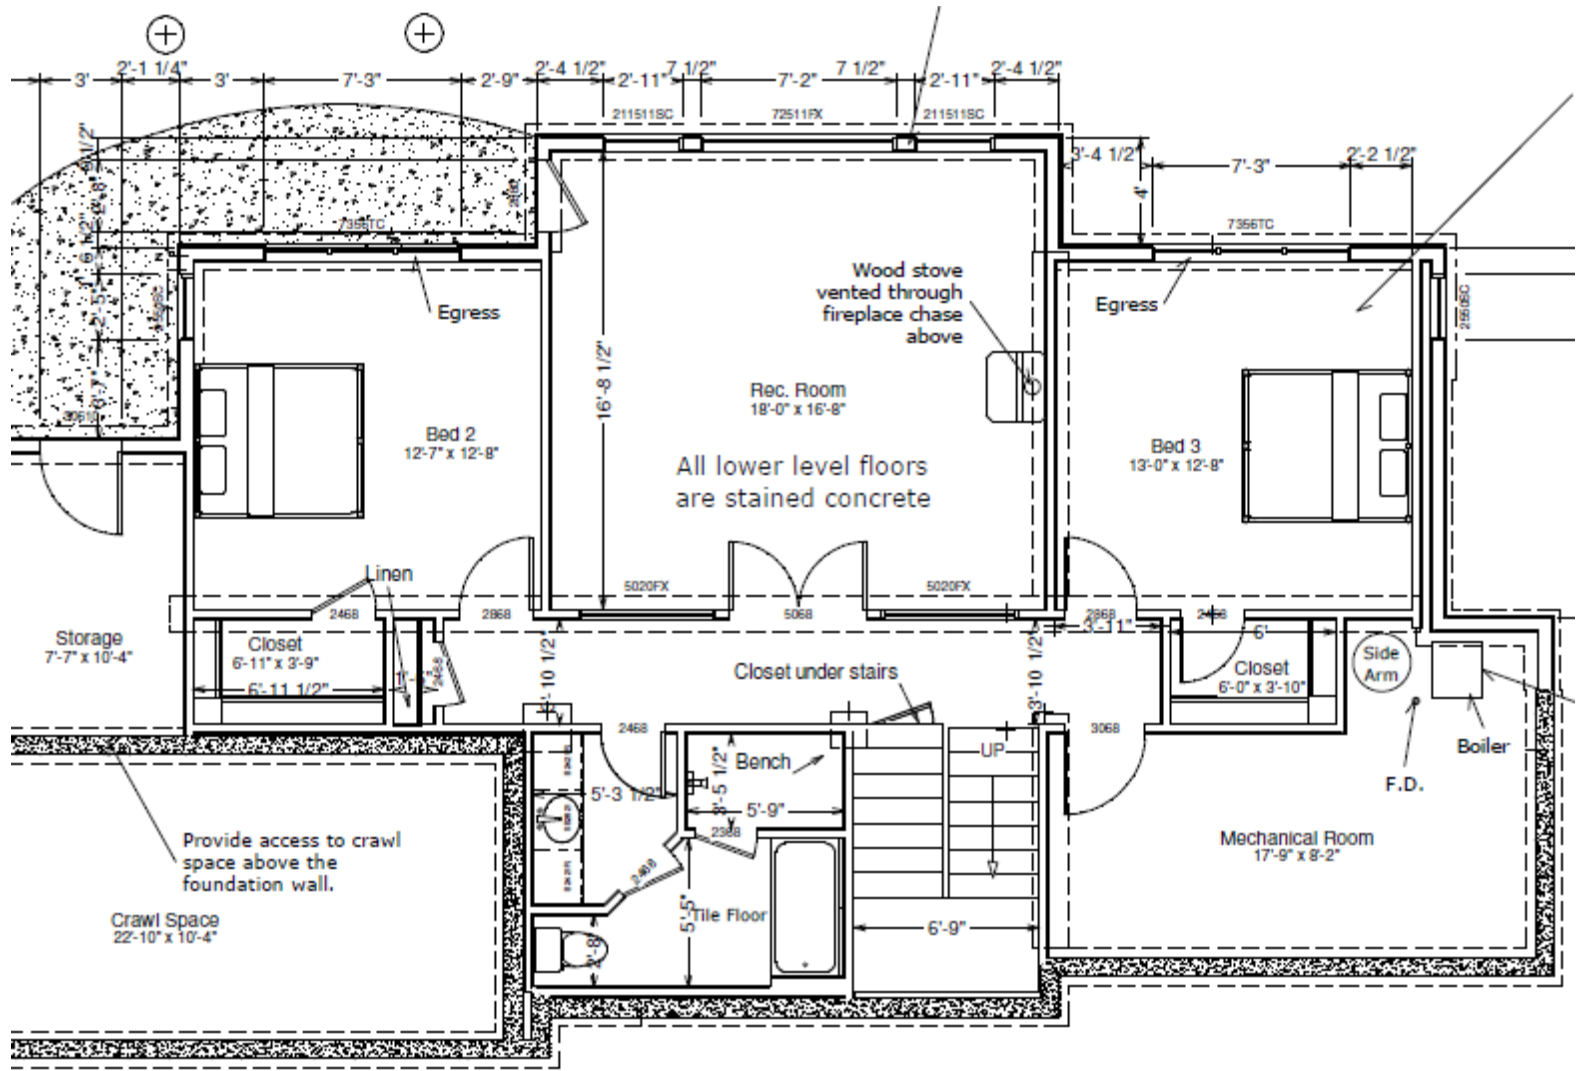 3' 2'-1 1/4" 3' 7'-3" 2'-9" 2'-4 1/2" 2'-11" 7 1/2" 7'-2" 7 1/2" 2'-11" 2'-4 1/2"
211511SC 72511FX 211511SC
3'-4 1/2" 7'-3" 2'-2 1/2"
4'
7356TC 7356TC
2'-5"
2550SC
Egress
Egress
Wood stove
vented through
fireplace chase
above
16'-8 1/2"
Rec. Room
18'-0" x 16'-8"
Bed 2
12'-7" x 12'-8"
Bed 3
13'-0" x 12'-8"
All lower level floors
are stained concrete
Linen
5020FX 5020FX
2468 2868 5068 2868 2468
3'-11" 6'
Storage
7'-7" x 10'-4"
Closet
6'-11" x 3'-9"
6'-11 1/2"
2468
3'-10 1/2"
Closet under stairs
Closet
6'-0" x 3'-10"
Side
Arm
Boiler
F.D.
2468
3068
UP
Bench
5'-3 1/2"
3'-5 1/2"
5'-9"
2368
2468
Mechanical Room
17'-9" x 8'-2"
Provide access to crawl
space above the
foundation wall.
Crawl Space
22'-10" x 10'-4"
Tile Floor
5'-5"
2'-8"
6'-9"